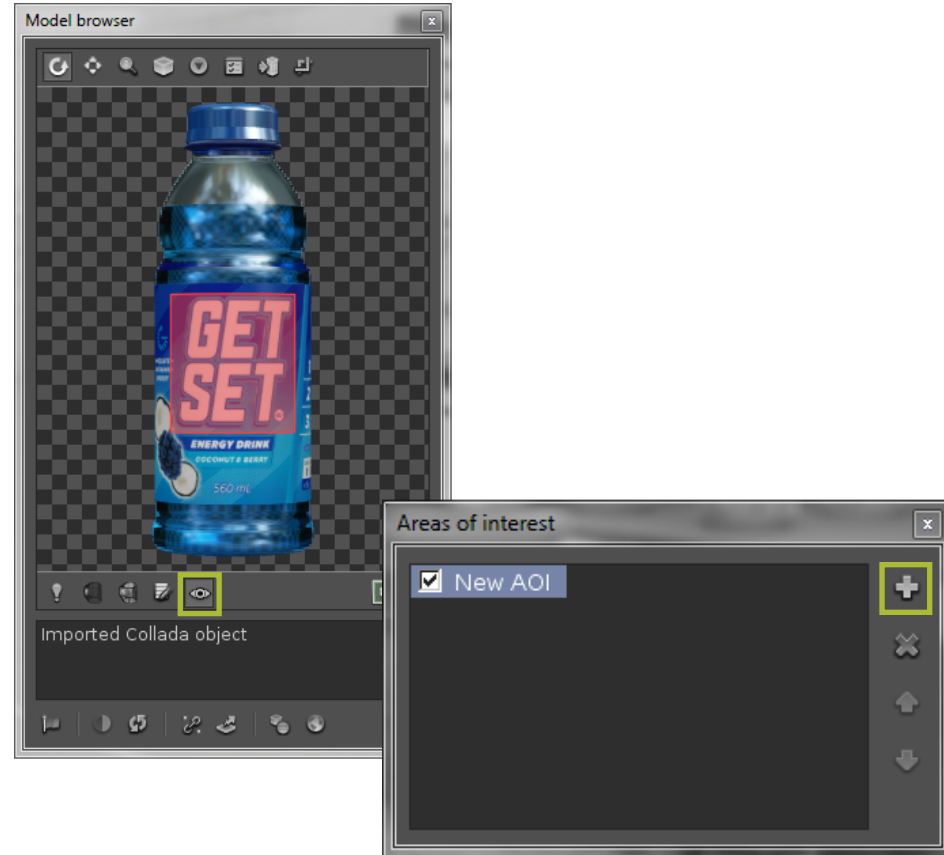 Model browser
GET
SET.
ENERGY DRINK
COCONUT & BERRY
560 mL
Imported Collada object
Areas of interest
New AOI